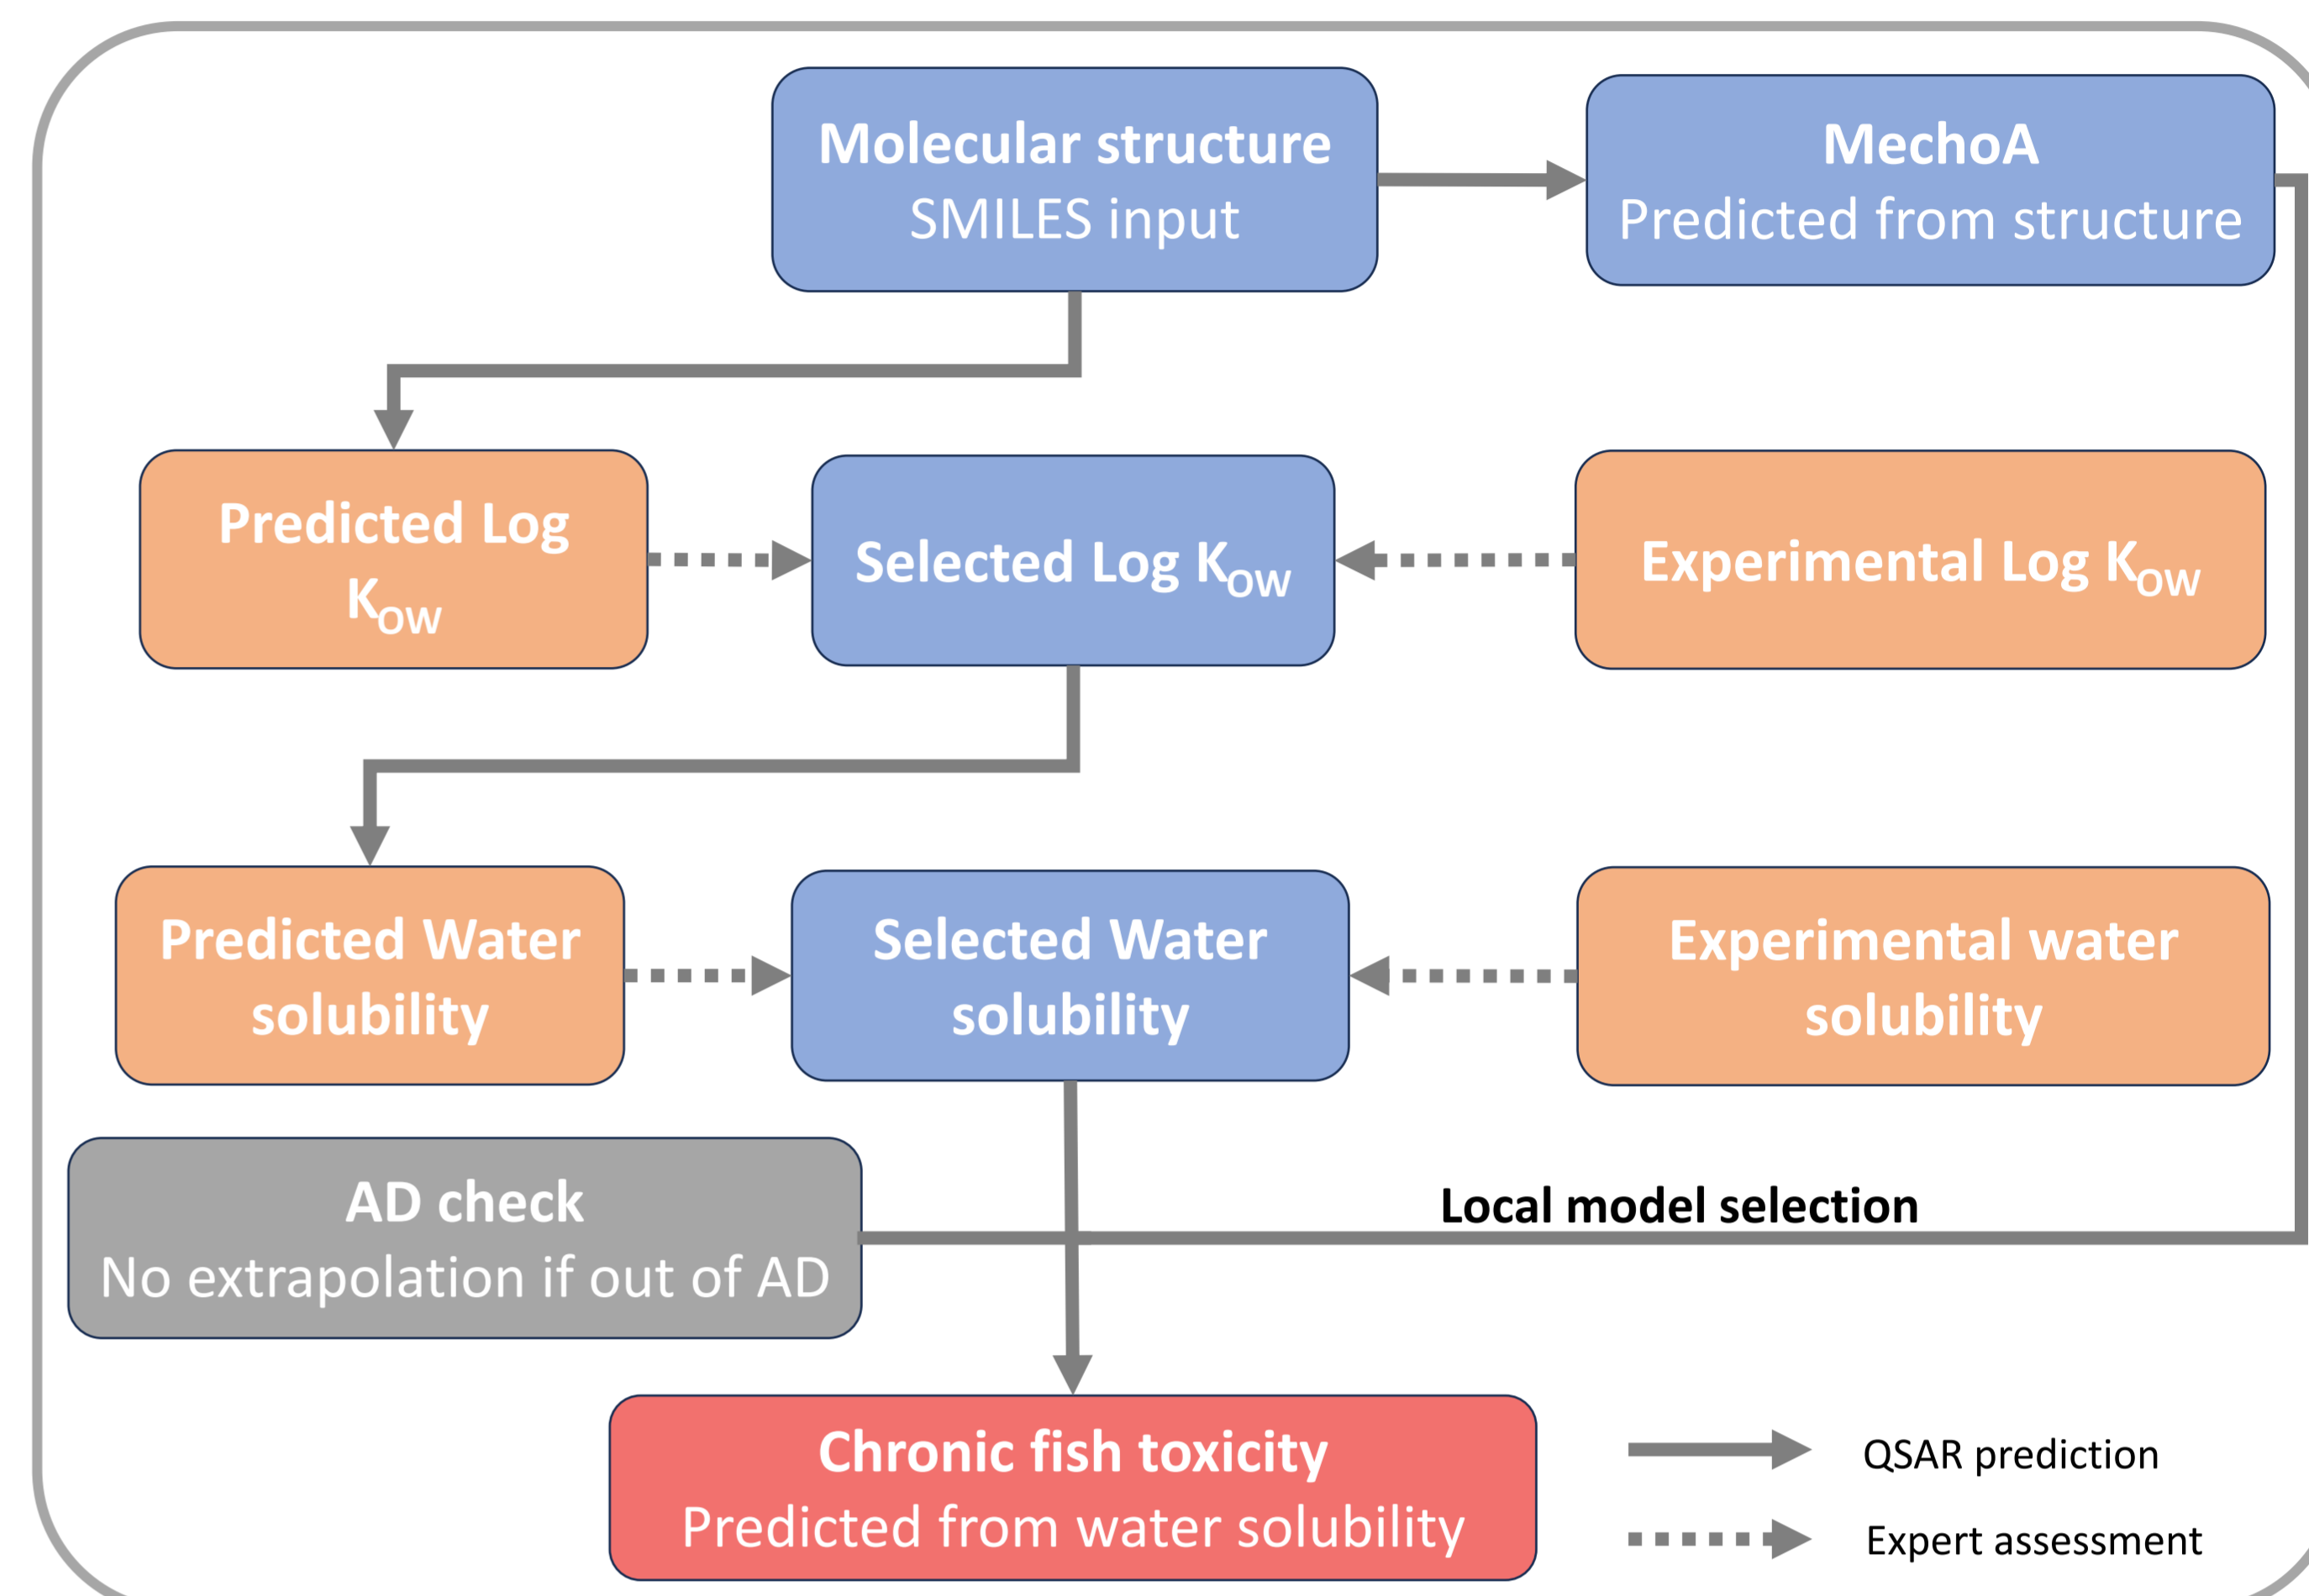 Molecular structure
SMILES input
MechoA
Predicted from structure
Predicted Log
Kow
Selected Log Kow
Experimental Log Kow
Predicted Water
solubility
Selected Water
solubility
Experimental water
solubility
AD check
No extrapolation if out of AD
Local model selection
Chronic fish toxicity
Predicted from water solubility
QSAR prediction
Expert assessment